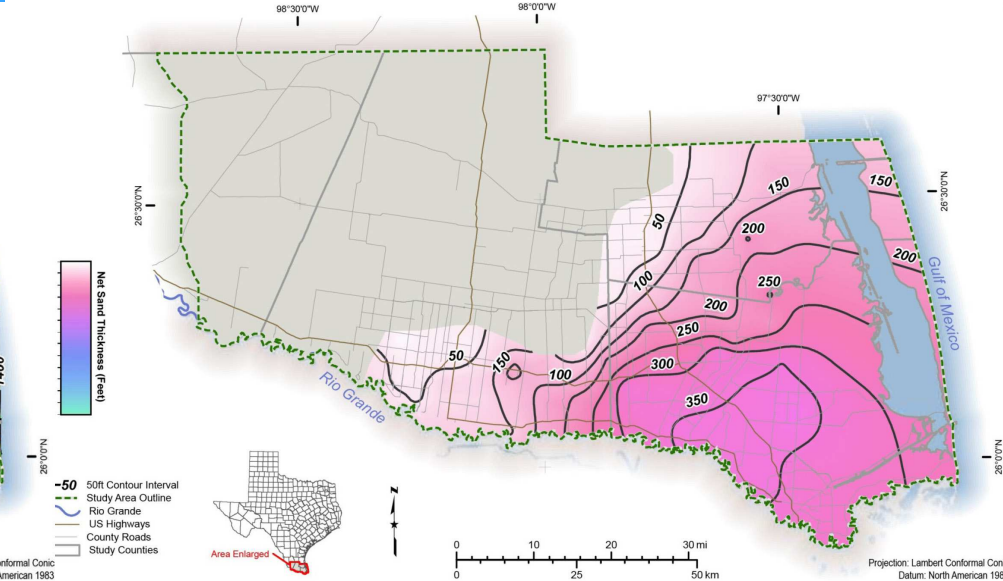 98°30'0"W
98°0'0"W
97°30'0"W
26°30'0"N
26°30'0"N
26°0'0"N
26°0'0"N
150
150
50
200
200
100
250
200
250
50
150
100
300
350
Gulf of Mexico
Rio Grande
Net Sand Thickness (Feet)
-50 50ft Contour Interval
Study Area Outline
Rio Grande
US Highways
County Roads
Study Counties
Area Enlarged
N
0 10 20 30 mi
0 25 50 km
onformal Conic
American 1983
Projection: Lambert Conformal Con
Datum: North American 198